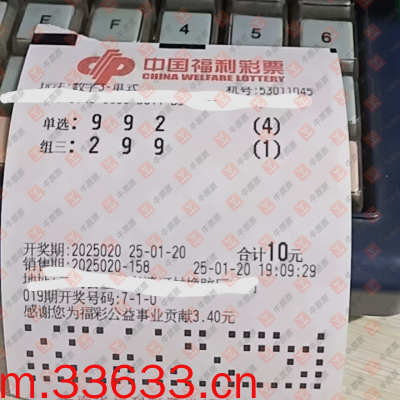 E F 4 5 6
中国福利彩票
CHINA WELFARE LOTTERY
机号:53011045
单选: 9 9 2 (4)
组三: 2 9 9 (1)
开奖期:2025020 25-01-20 合计10元
销售期:2025020-158 25-01-20 19:09:29
019期开奖号码:7-1-0
感谢您为福彩公益事业贡献3.40元
m.33633.cn